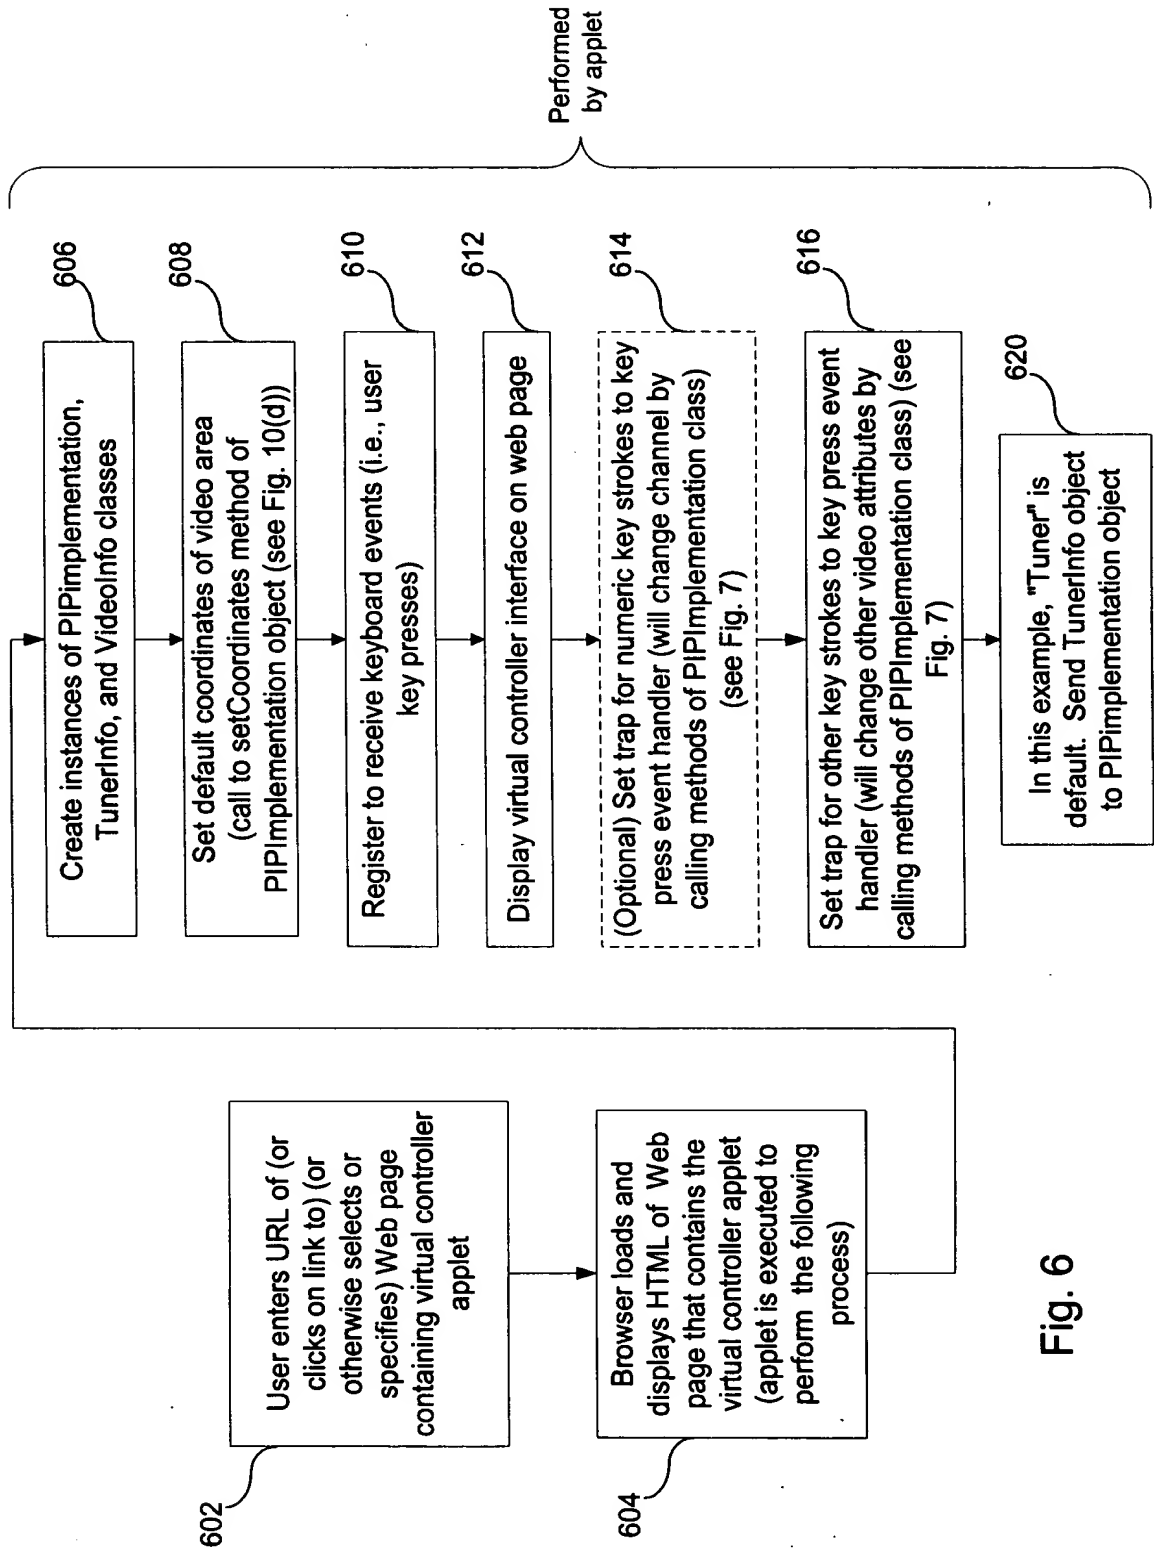 602
User enters URL of (or
clicks on link to) (or
otherwise selects or
specifies) Web page
containing virtual controller
applet
604
Browser loads and
displays HTML of Web
page that contains the
virtual controller applet
(applet is executed to
perform the following
process)
606
Create instances of PIPimplementation,
TunerInfo, and VideoInfo classes
608
Set default coordinates of video area
(call to setCoordinates method of
PIPImplementation object (see Fig. 10(d))
610
Register to receive keyboard events (i.e., user
key presses)
612
Display virtual controller interface on web page
614
(Optional) Set trap for numeric key strokes to key
press event handler (will change channel by
calling methods of PIPImplementation class)
(see Fig. 7)
616
Set trap for other key strokes to key press event
handler (will change other video attributes by
calling methods of PIPImplementation class) (see
Fig. 7)
620
In this example, "Tuner" is
default. Send TunerInfo object
to PIPimplementation object
Performed
by applet
Fig. 6